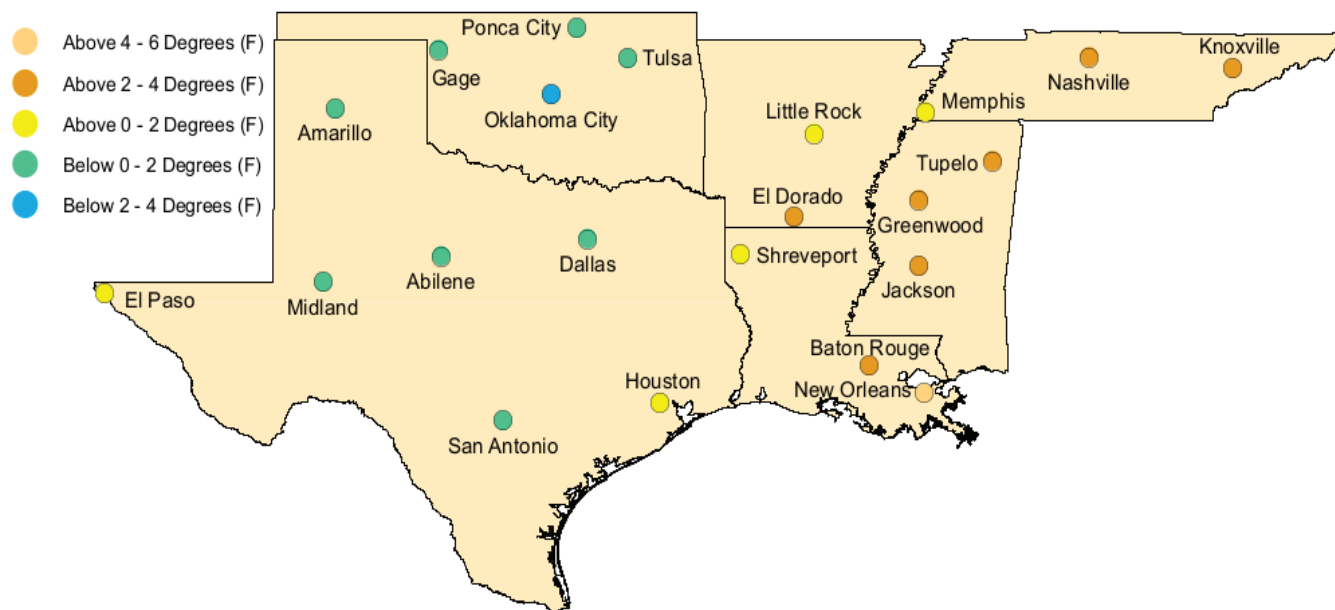 Above 4 - 6 Degrees (F)
Above 2 - 4 Degrees (F)
Above 0 - 2 Degrees (F)
Below 0 - 2 Degrees (F)
Below 2 - 4 Degrees (F)
Ponca City
Tulsa
Gage
Oklahoma City
Amarillo
Knoxville
Nashville
Memphis
Little Rock
Tupelo
El Dorado
Greenwood
Shreveport
Jackson
Dallas
Abilene
Midland
El Paso
Baton Rouge
New Orleans
Houston
San Antonio